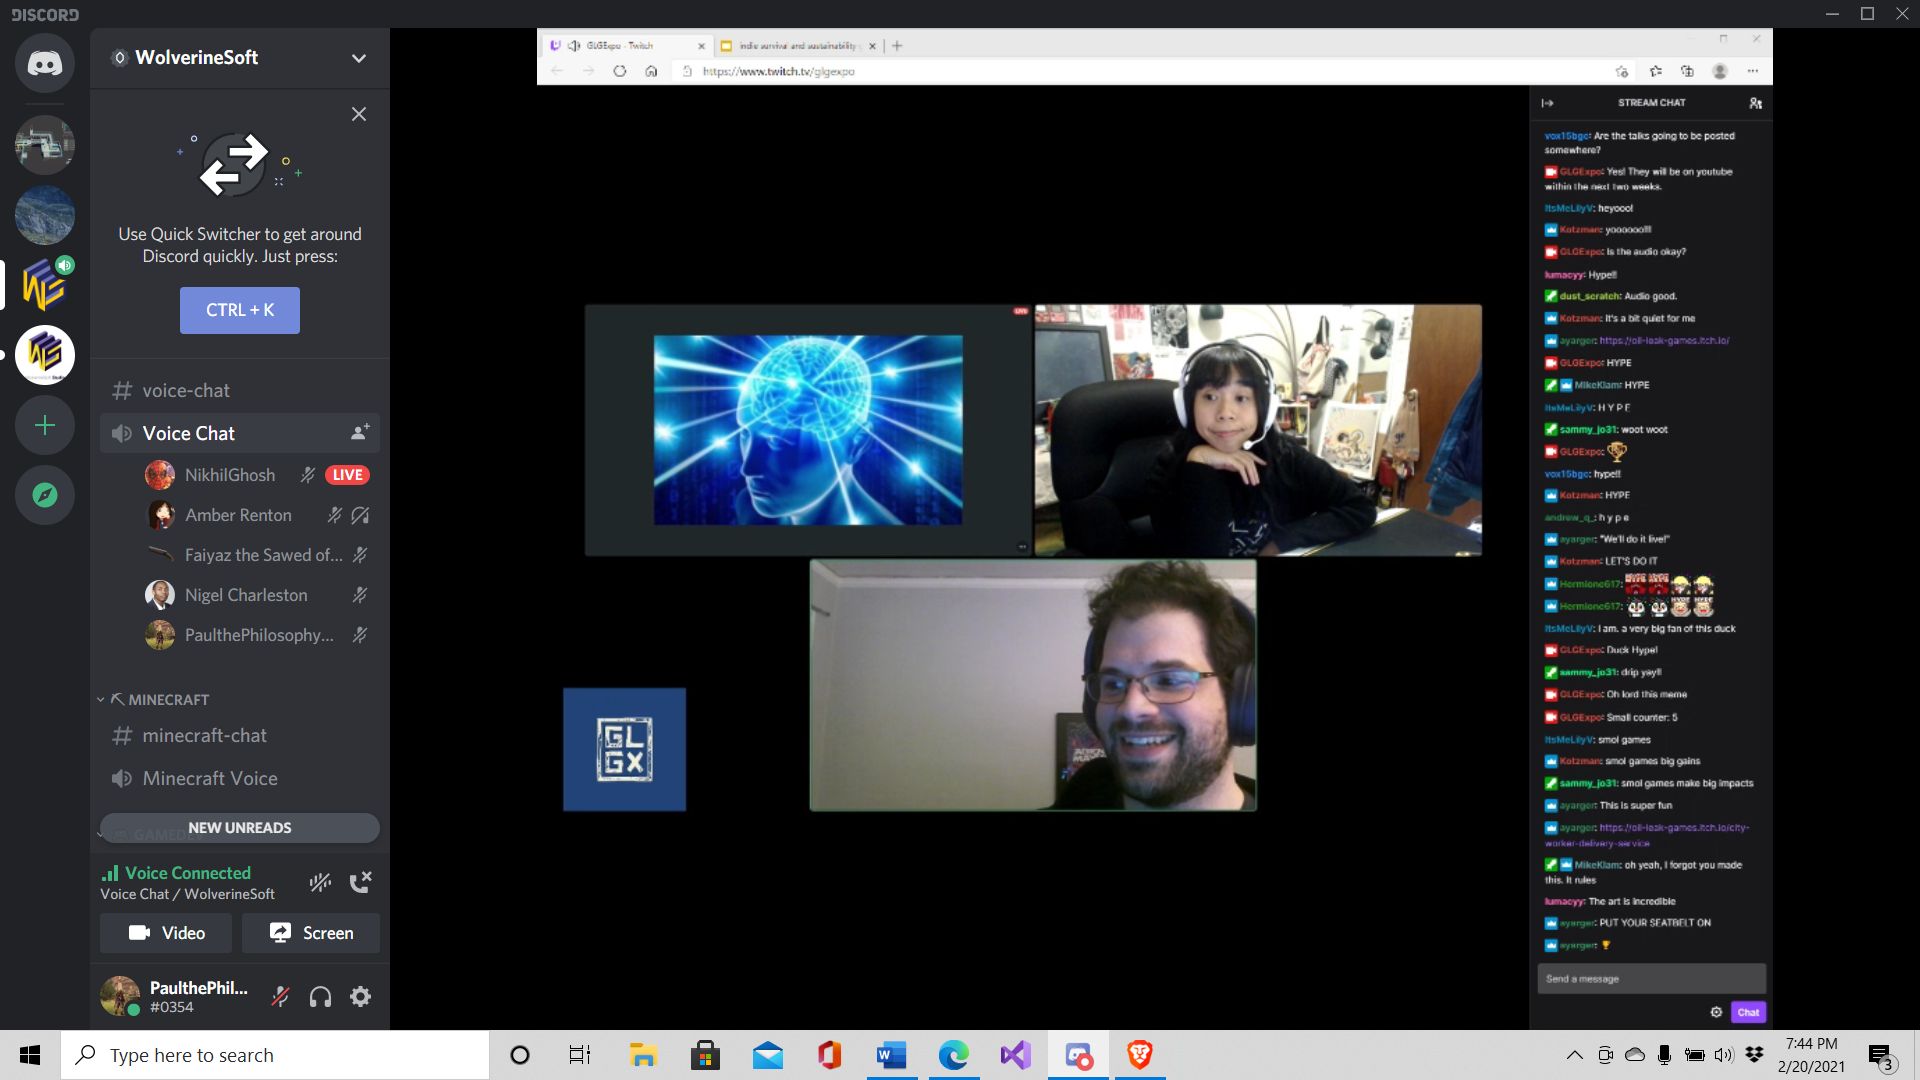 DISCORD
WolverineSoft
Use Quick Switcher to get around
Discord quickly. Just press:
CTRL + K
voice-chat
Voice Chat
NikhilGhosh
LIVE
Amber Renton
Faiyaz the Sawed of...
Nigel Charleston
PaulthePhilosophy...
MINECRAFT
minecraft-chat
Minecraft Voice
NEW UNREADS
Voice Connected
Voice Chat / WolverineSoft
Video
Screen
PaulthePhil...
#0354
GLGExpo - Twitch
indie survival and sustainability
https://www.twitch.tv/glgexpo
LIVE
GL
GX
STREAM CHAT
vox15bgc: Are the talks going to be posted
somewhere?
GLGExpo: Yes! They will be on youtube
within the next two weeks.
ItsMeLilyV: heyooo!
Kotzman: yooooooo!!!
GLGExpo: Is the audio okay?
lumacyy: Hype!!
dust_scratch: Audio good.
Kotzman: It's a bit quiet for me
ayarger: https://oil-leak-games.itch.io/
GLGExpo: HYPE
MikeKlam: HYPE
ItsMeLilyV: H Y P E
sammy_jo31: woot woot
GLGExpo:
vox15bgc: hype!!
Kotzman: HYPE
andrew_q_: h y p e
ayarger: "We'll do it live!"
Kotzman: LET'S DO IT
Hermione617:
Hermione617:
ItsMeLilyV: I am. a very big fan of this duck
GLGExpo: Duck Hype!
sammy_jo31: drip yay!!
GLGExpo: Oh lord this meme
GLGExpo: Small counter: 5
ItsMeLilyV: smol games
Kotzman: smol games big gains
sammy_jo31: smol games make big impacts
ayarger: This is super fun
ayarger: https://oil-leak-games.itch.io/city-
worker-delivery-service
MikeKlam: oh yeah, I forgot you made
this. It rules
lumacyy: The art is incredible
ayarger: PUT YOUR SEATBELT ON
ayarger:
Send a message
Chat
Type here to search
7:44 PM
2/20/2021
3